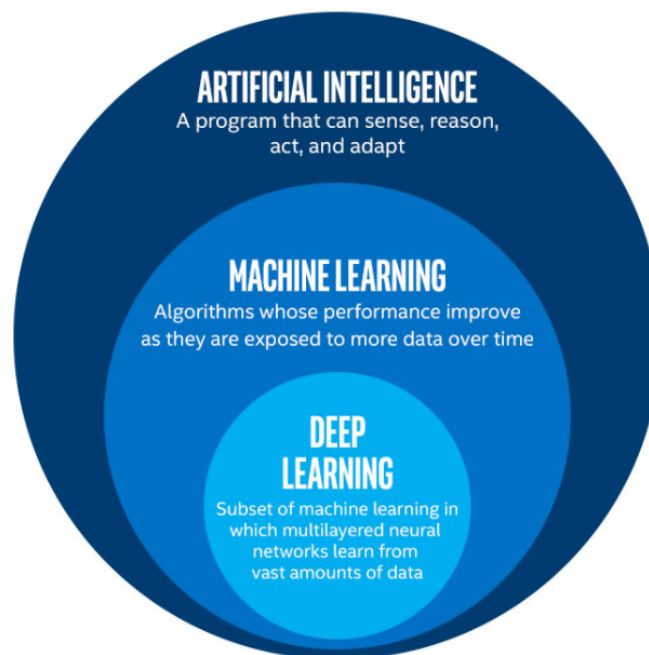 ARTIFICIAL INTELLIGENCE
A program that can sense, reason,
act, and adapt
MACHINE LEARNING
Algorithms whose performance improve
as they are exposed to more data over time
DEEP
LEARNING
Subset of machine learning in
which multilayered neural
networks learn from
vast amounts of data